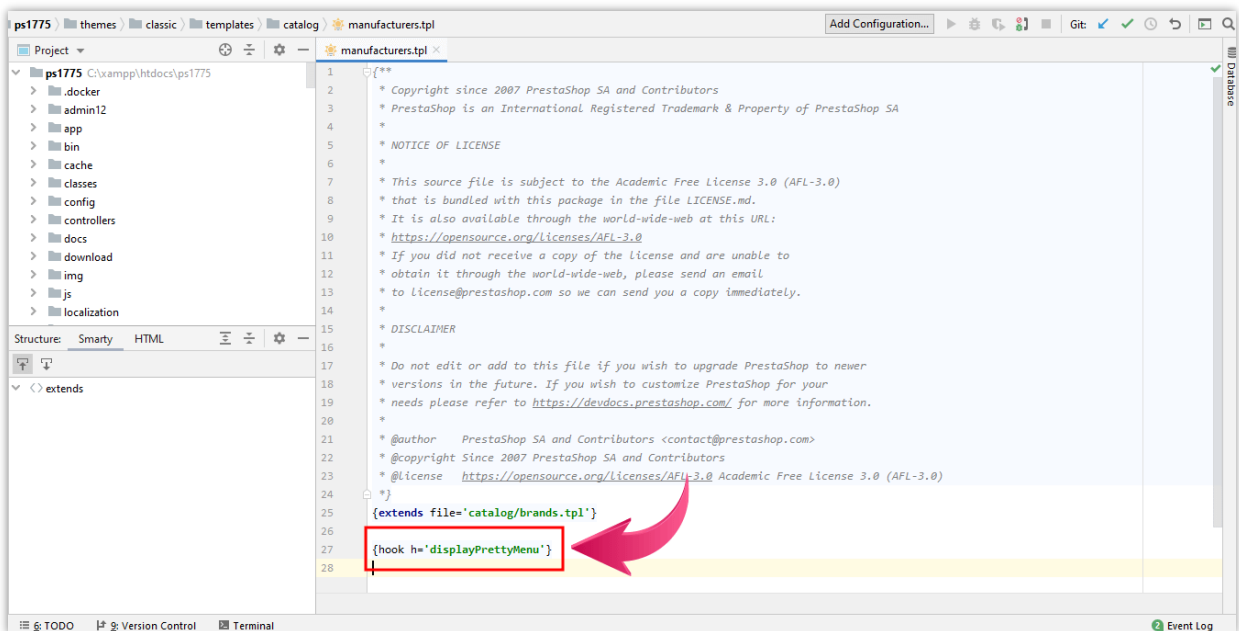 ps1775 themes classic templates catalog manufacturers.tpl Add Configuration... Git:
Project manufacturers.tpl
ps1775 C:\xampp\htdocs\ps1775
.docker
admin12
app
bin
cache
classes
config
controllers
docs
download
img
js
localization
Structure: Smarty HTML
extends
1 {**
2 * Copyright since 2007 PrestaShop SA and Contributors
3 * PrestaShop is an International Registered Trademark & Property of PrestaShop SA
4 *
5 * NOTICE OF LICENSE
6 *
7 * This source file is subject to the Academic Free License 3.0 (AFL-3.0)
8 * that is bundled with this package in the file LICENSE.md.
9 * It is also available through the world-wide-web at this URL:
10 * https://opensource.org/licenses/AFL-3.0
11 * If you did not receive a copy of the license and are unable to
12 * obtain it through the world-wide-web, please send an email
13 * to license@prestashop.com so we can send you a copy immediately.
14 *
15 * DISCLAIMER
16 *
17 * Do not edit or add to this file if you wish to upgrade PrestaShop to newer
18 * versions in the future. If you wish to customize PrestaShop for your
19 * needs please refer to https://devdocs.prestashop.com/ for more information.
20 *
21 * @author PrestaShop SA and Contributors <contact@prestashop.com>
22 * @copyright Since 2007 PrestaShop SA and Contributors
23 * @license https://opensource.org/licenses/AFL-3.0 Academic Free License 3.0 (AFL-3.0)
24 *}
25 {extends file='catalog/brands.tpl'}
26
27 {hook h='displayPrettyMenu'}
28
Database
6: TODO 9: Version Control Terminal 2 Event Log